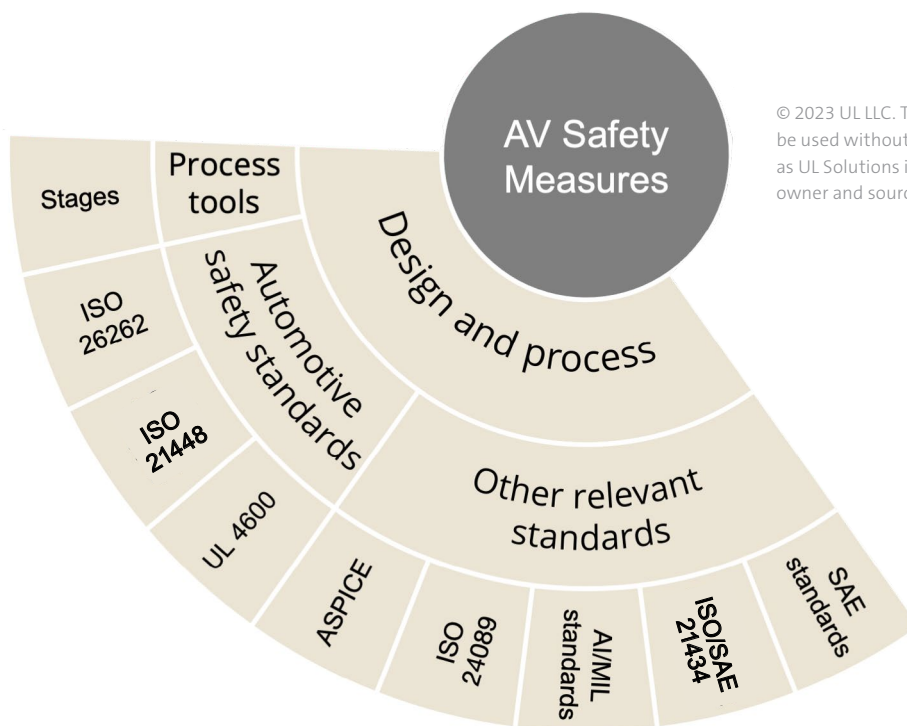 AV Safety
Measures
© 2023 UL LLC. T
be used without
as UL Solutions i
owner and sourc
Stages
Process
tools
Design and process
Automotive
safety standards
Other relevant
standards
ISO
26262
ISO
21448
UL 4600
ASPICE
ISO
24089
AI/MIL
standards
ISO/SAE
21434
SAE
standards